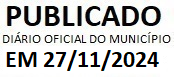 PUBLICADO
DIÁRIO OFICIAL DO MUNICÍPIO
EM 27/11/2024